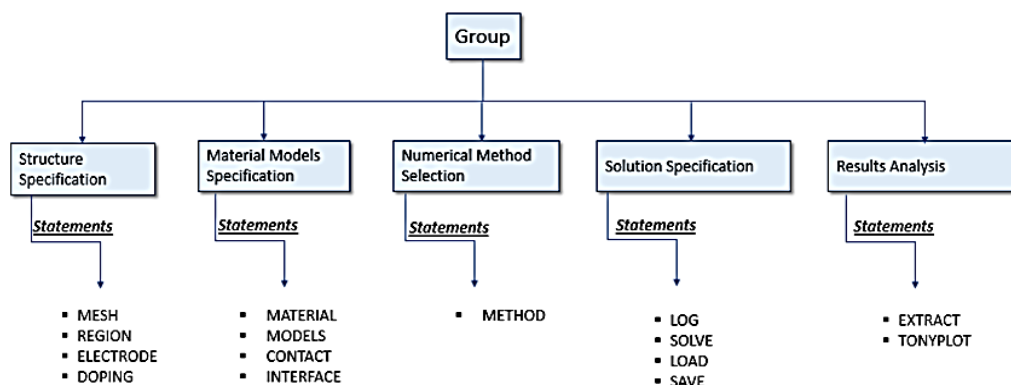 Group
Structure
Specification
Material Models
Specification
Numerical Method
Selection
Solution Specification
Results Analysis
Statements
Statements
Statements
Statements
Statements
▪ MESH
▪ REGION
▪ ELECTRODE
▪ DOPING
▪ MATERIAL
▪ MODELS
▪ CONTACT
▪ INTERFACE
▪ METHOD
▪ LOG
▪ SOLVE
▪ LOAD
▪ SAVE
▪ EXTRACT
▪ TONYPLOT